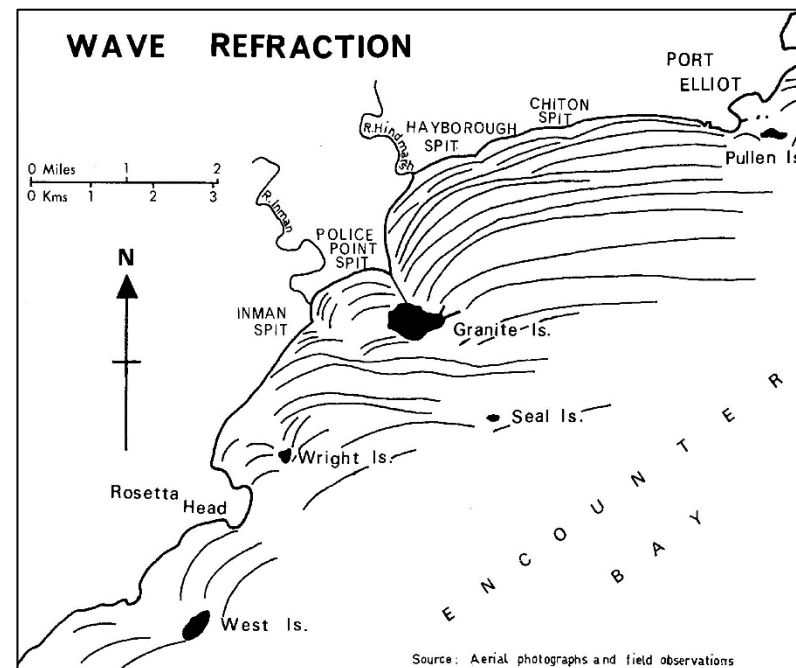 WAVE REFRACTION
PORT
ELLIOT
CHITON
SPIT
R.Hindmarsh
HAYBOROUGH
SPIT
Pullen Is.
0 Miles 1 2
0 Kms 1 2 3
R. Inman
POLICE
POINT
SPIT
N
INMAN
SPIT
Granite Is.
Seal Is.
Wright Is.
Rosetta
Head
ENCOUNTER
BAY
West Is.
Source: Aerial photographs and field observations